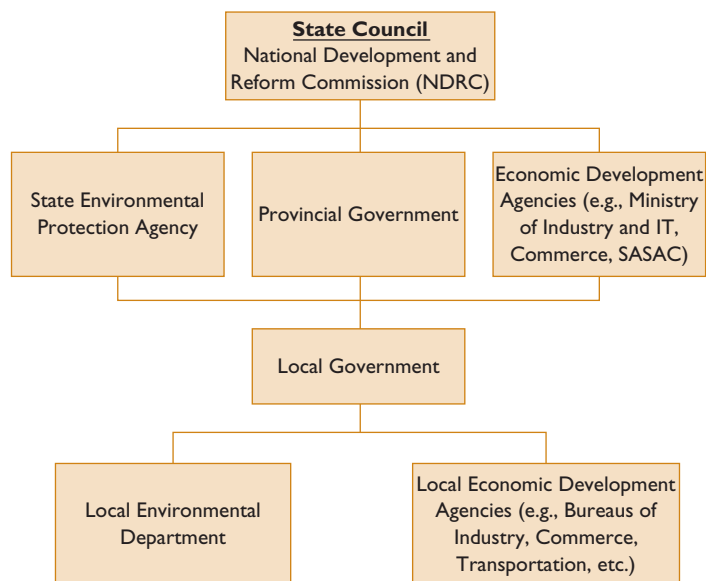 State Council
National Development and
Reform Commission (NDRC)
State Environmental
Protection Agency
Provincial Government
Economic Development
Agencies (e.g., Ministry
of Industry and IT,
Commerce, SASAC)
Local Government
Local Environmental
Department
Local Economic Development
Agencies (e.g., Bureaus of
Industry, Commerce,
Transportation, etc.)